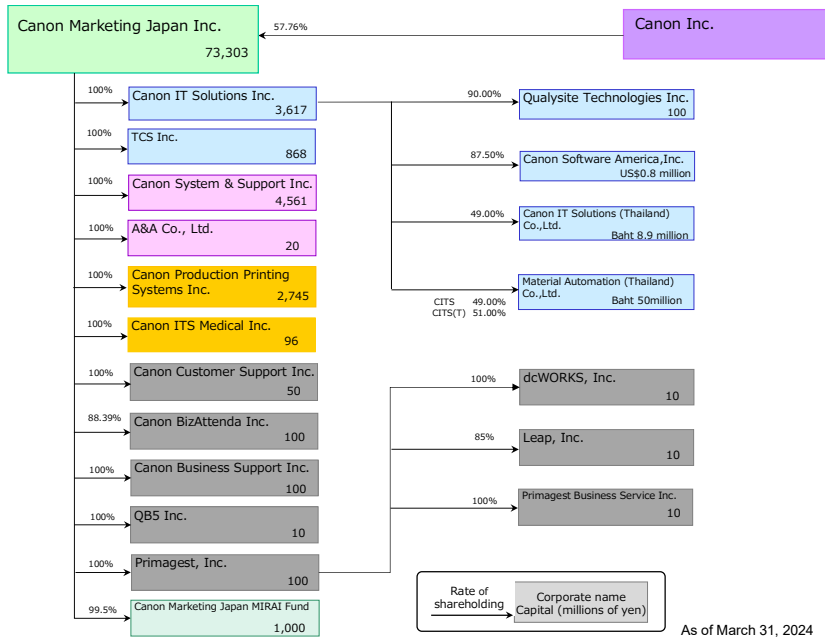 Canon Marketing Japan Inc.
73,303
57.76%
Canon Inc.
100%
Canon IT Solutions Inc.
3,617
90.00%
Qualysite Technologies Inc.
100
100%
TCS Inc.
868
87.50%
Canon Software America,Inc.
US$0.8 million
100%
Canon System & Support Inc.
4,561
49.00%
Canon IT Solutions (Thailand)
Co.,Ltd.
Baht 8.9 million
100%
A&A Co., Ltd.
20
100%
Canon Production Printing
Systems Inc.
2,745
CITS 49.00%
CITS(T) 51.00%
Material Automation (Thailand)
Co.,Ltd.
Baht 50million
100%
Canon ITS Medical Inc.
96
100%
Canon Customer Support Inc.
50
100%
dcWORKS, Inc.
10
88.39%
Canon BizAttenda Inc.
100
85%
Leap, Inc.
10
100%
Canon Business Support Inc.
100
100%
Primagest Business Service Inc.
10
100%
QB5 Inc.
10
100%
Primagest, Inc.
100
99.5%
Canon Marketing Japan MIRAI Fund
1,000
Rate of
shareholding
Corporate name
Capital (millions of yen)
As of March 31, 2024